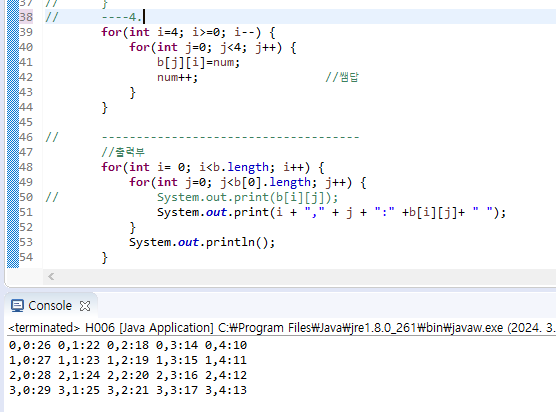 37 // }
38 // ----4.
39 for(int i=4; i>=0; i--) {
40 for(int j=0; j<4; j++) {
41 b[j][i]=num;
42 num++; //쌤답
43 }
44 }
45
46 // -------------------------------------
47 //출력부
48 for(int i= 0; i<b.length; i++) {
49 for(int j=0; j<b[0].length; j++) {
50 // System.out.print(b[i][j]);
51 System.out.print(i + "," + j + ":" +b[i][j]+ " ");
52 }
53 System.out.println();
54 }
Console
<terminated> H006 [Java Application] C:₩Program Files₩Java₩jre1.8.0_261₩bin₩javaw.exe (2024. 3.
0,0:26 0,1:22 0,2:18 0,3:14 0,4:10
1,0:27 1,1:23 1,2:19 1,3:15 1,4:11
2,0:28 2,1:24 2,2:20 2,3:16 2,4:12
3,0:29 3,1:25 3,2:21 3,3:17 3,4:13